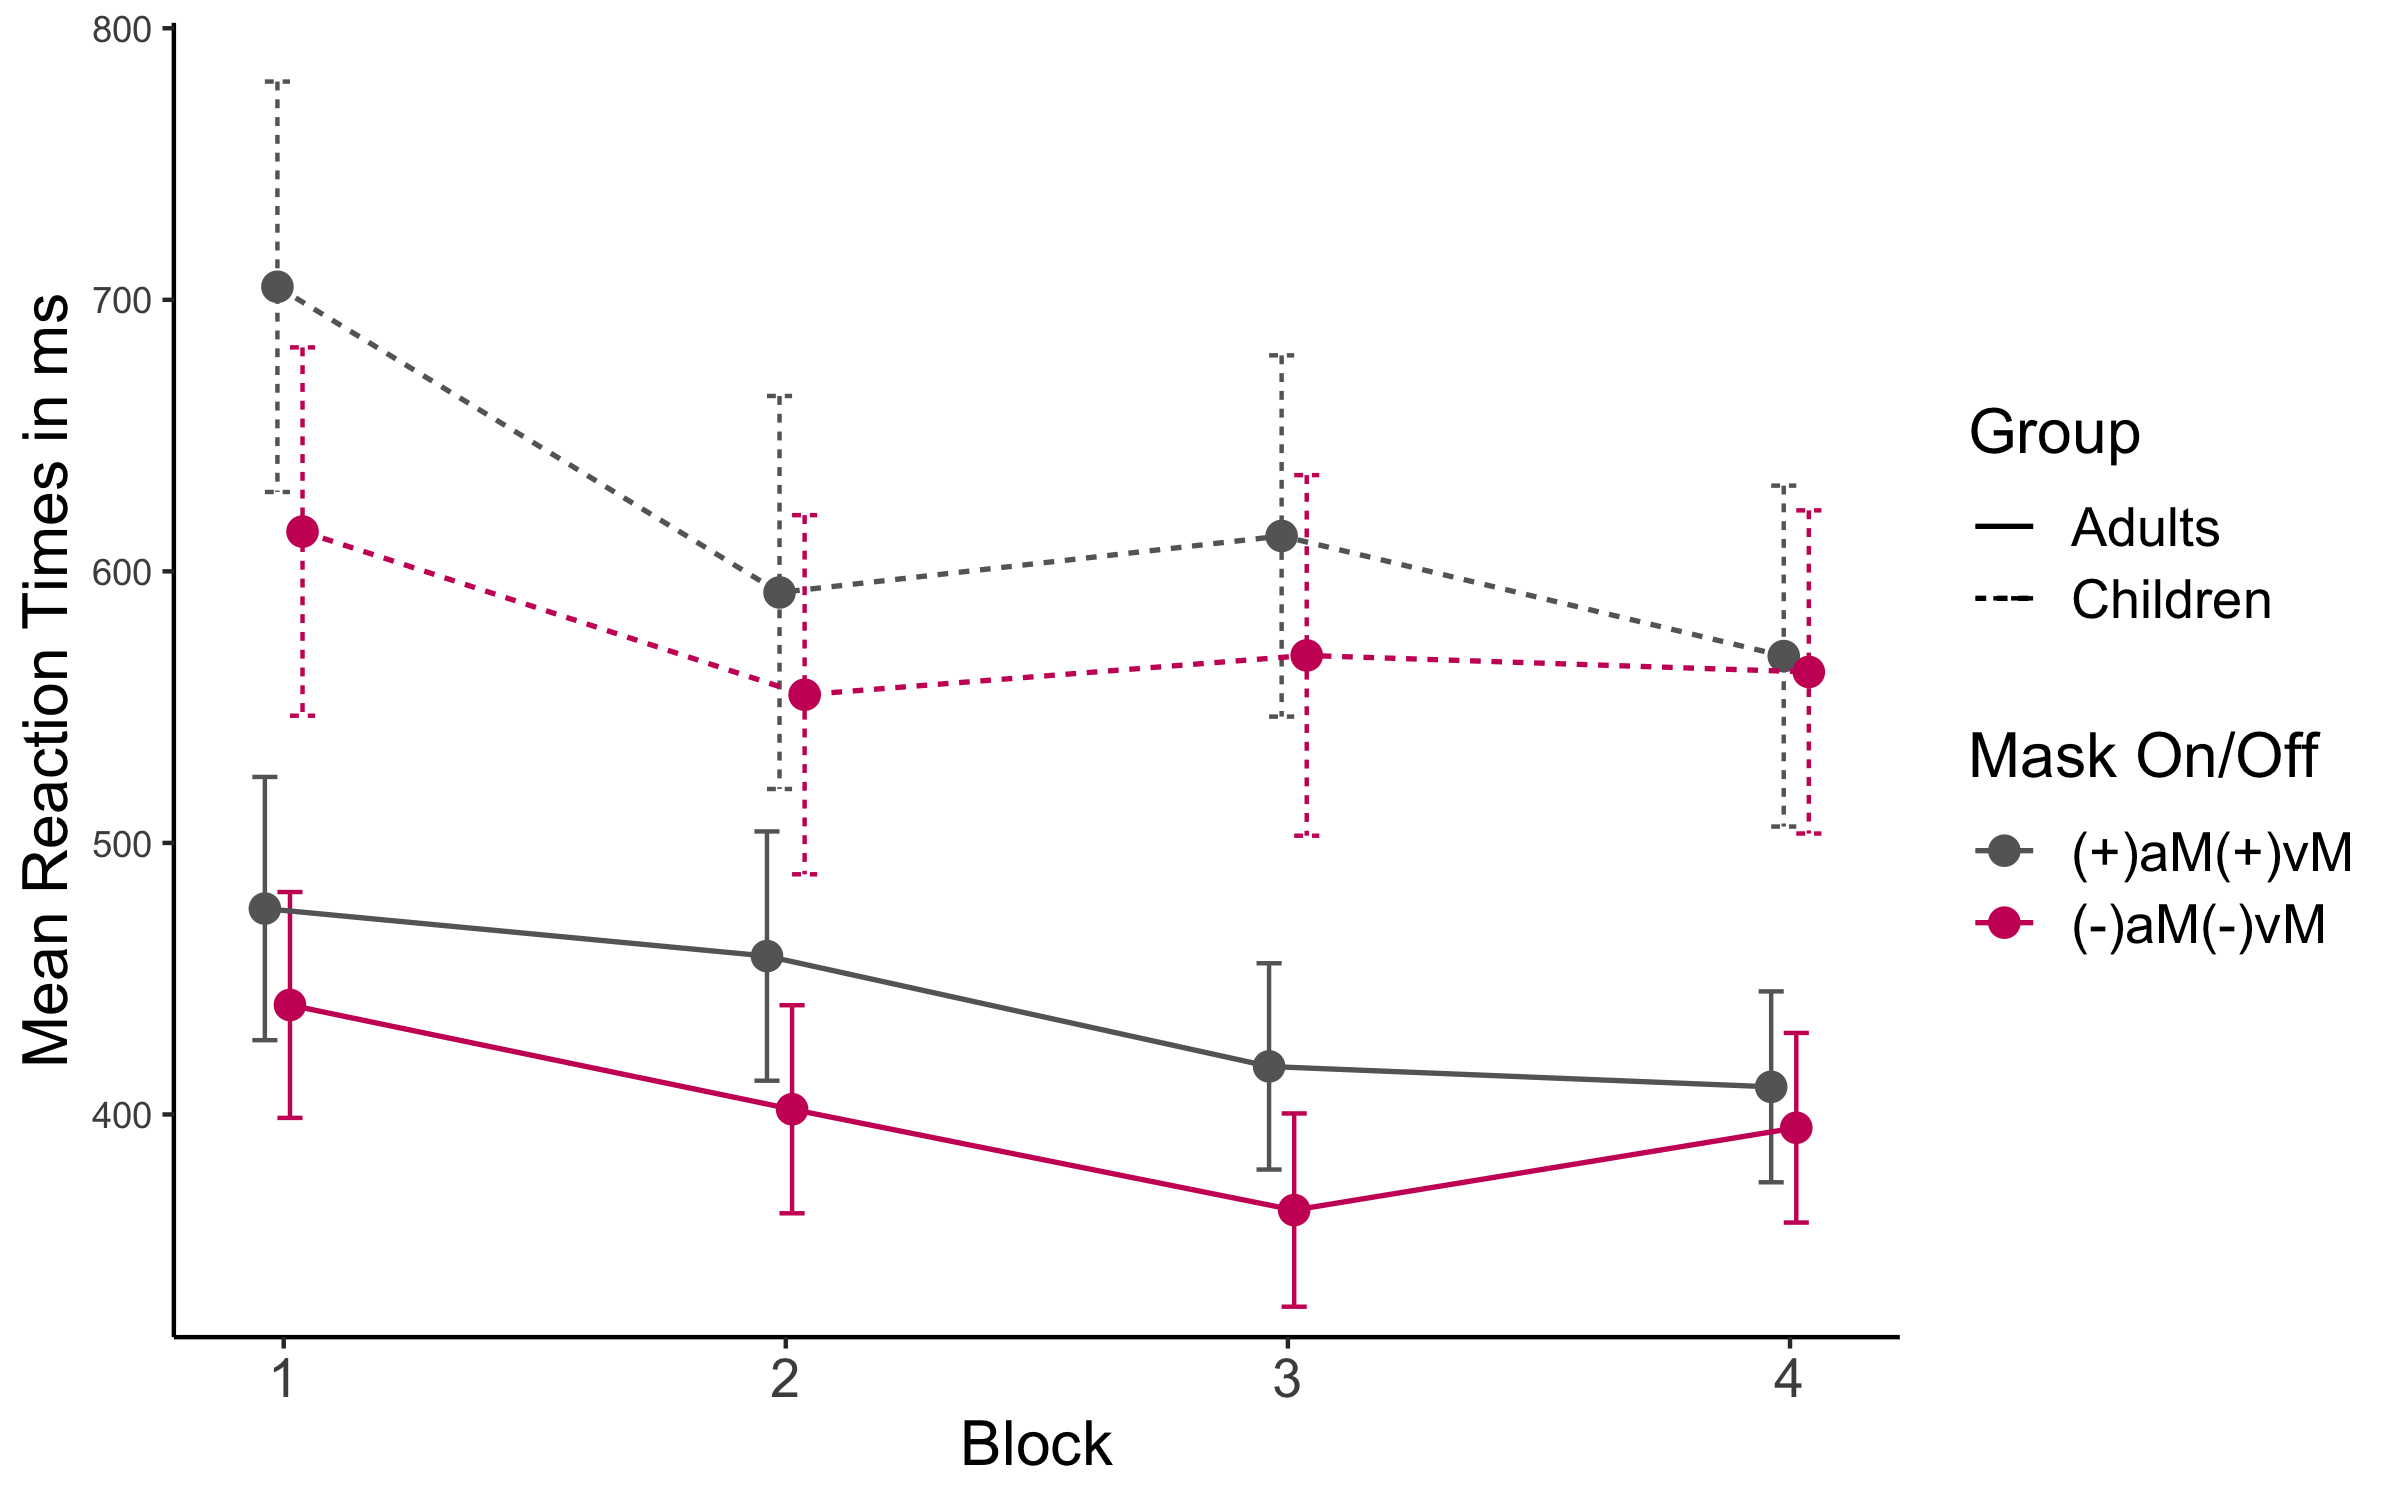 Mean Reaction Times in ms
800
700
600
500
400
1 2 3 4
Block
Group
Adults
Children
Mask On/Off
(+)aM(+)vM
(-)aM(-)vM